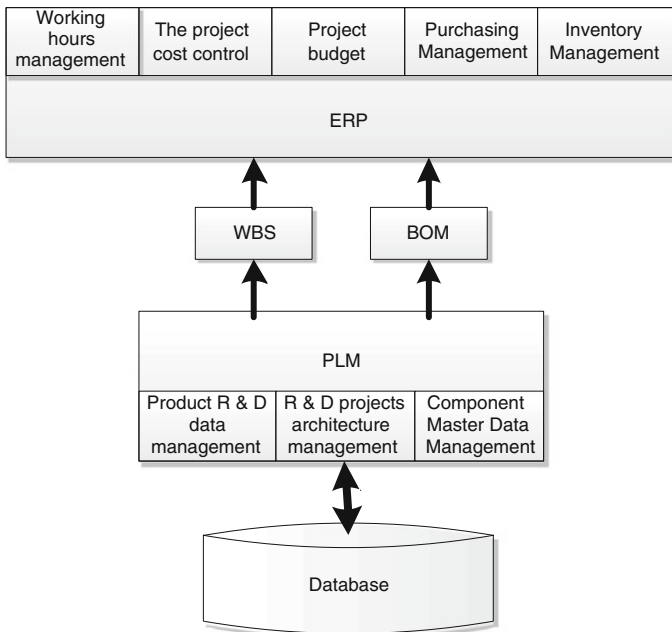 Working
hours
management
The project
cost control
Project
budget
Purchasing
Management
Inventory
Management
ERP
WBS
BOM
PLM
Product R & D
data
management
R & D projects
architecture
management
Component
Master Data
Management
Database